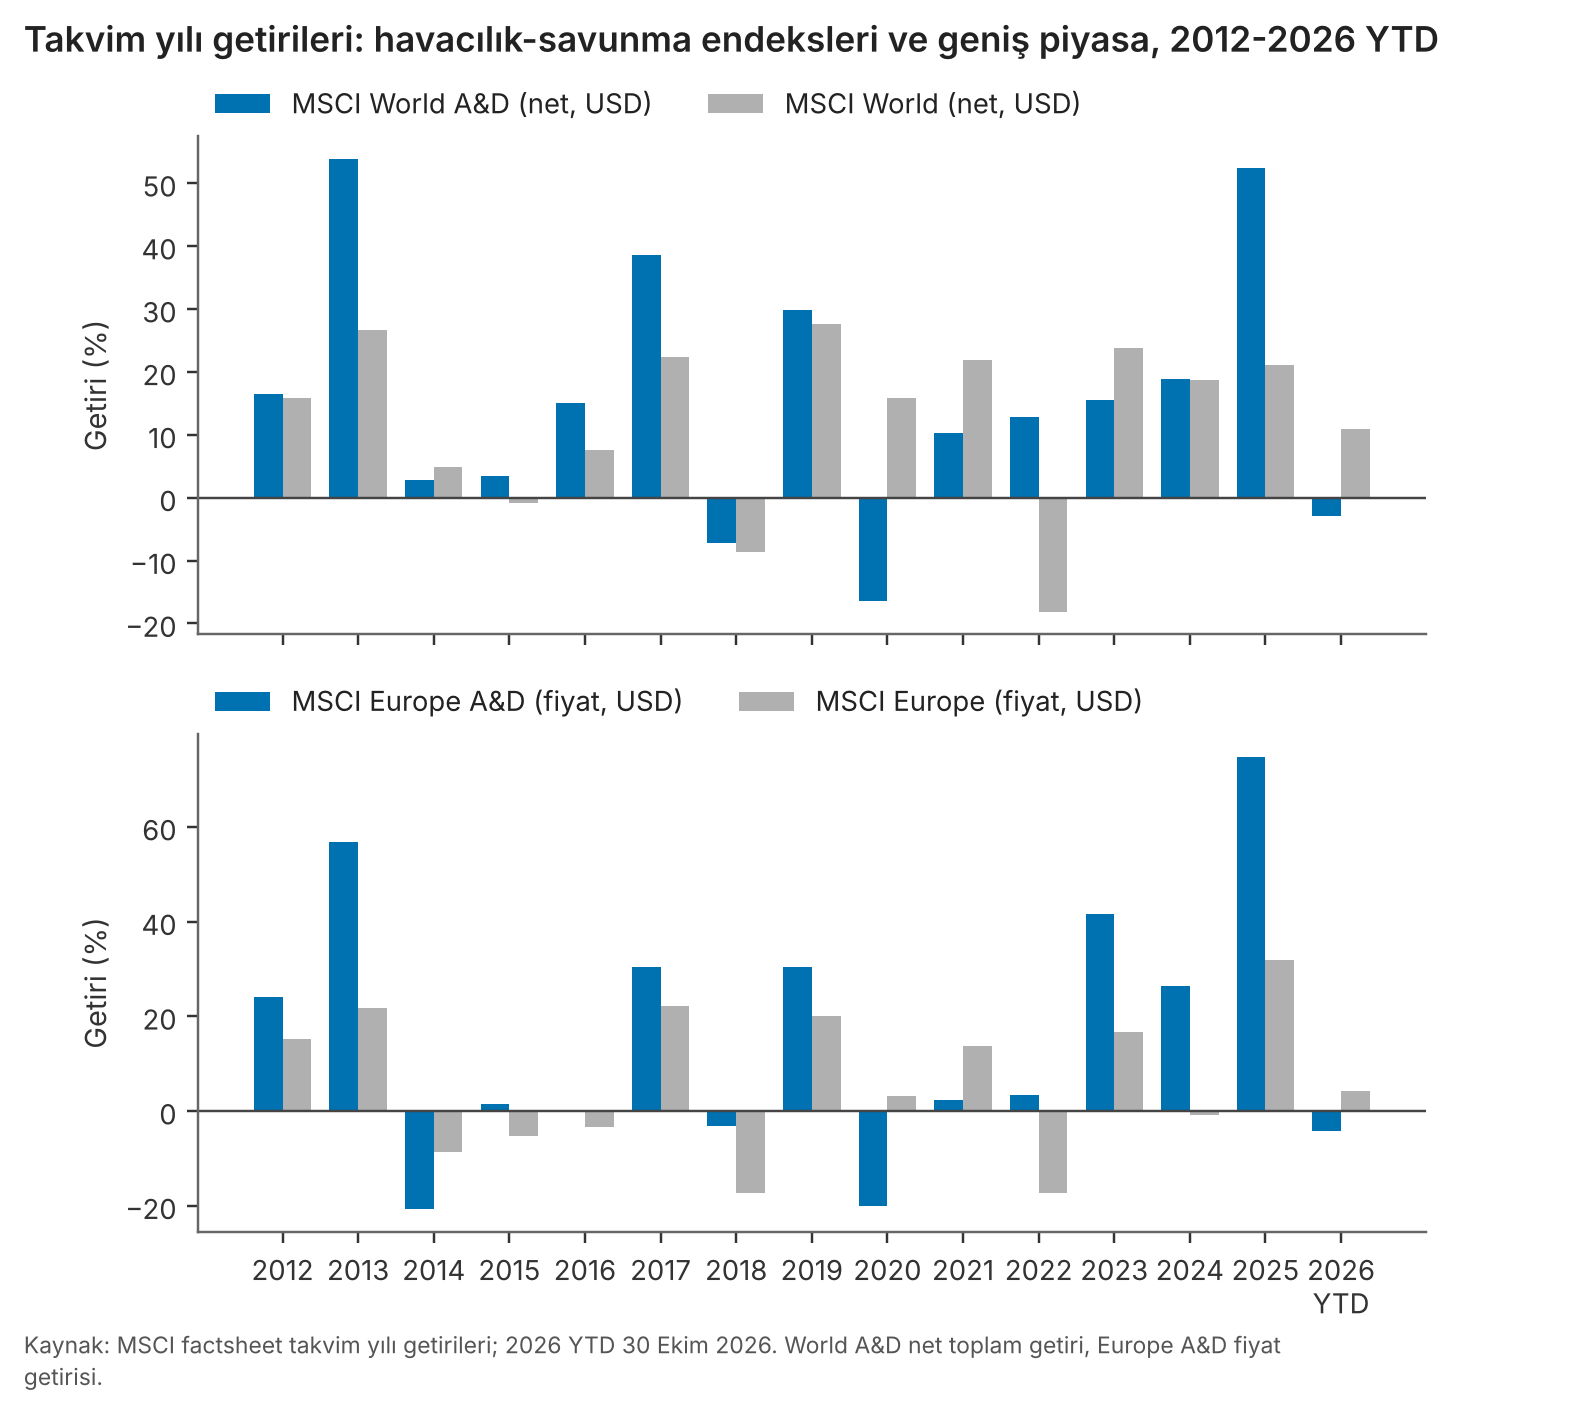 Takvim yılı getirileri: havacılık-savunma endeksleri ve geniş piyasa, 2012-2026 YTD
MSCI World A&D (net, USD) MSCI World (net, USD)
Getiri (%)
50
40
30
20
10
0
−10
−20
MSCI Europe A&D (fiyat, USD) MSCI Europe (fiyat, USD)
Getiri (%)
60
40
20
0
−20
2012 2013 2014 2015 2016 2017 2018 2019 2020 2021 2022 2023 2024 2025 2026
YTD
Kaynak: MSCI factsheet takvim yılı getirileri; 2026 YTD 30 Ekim 2026. World A&D net toplam getiri, Europe A&D fiyat
getirisi.